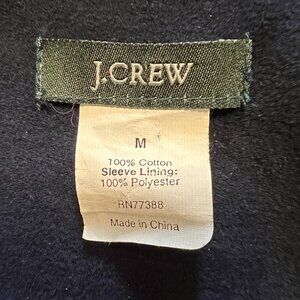 J.CREW
M
100% Cotton
Sleeve Lining:
100% Polyester
RN77388
Made in China